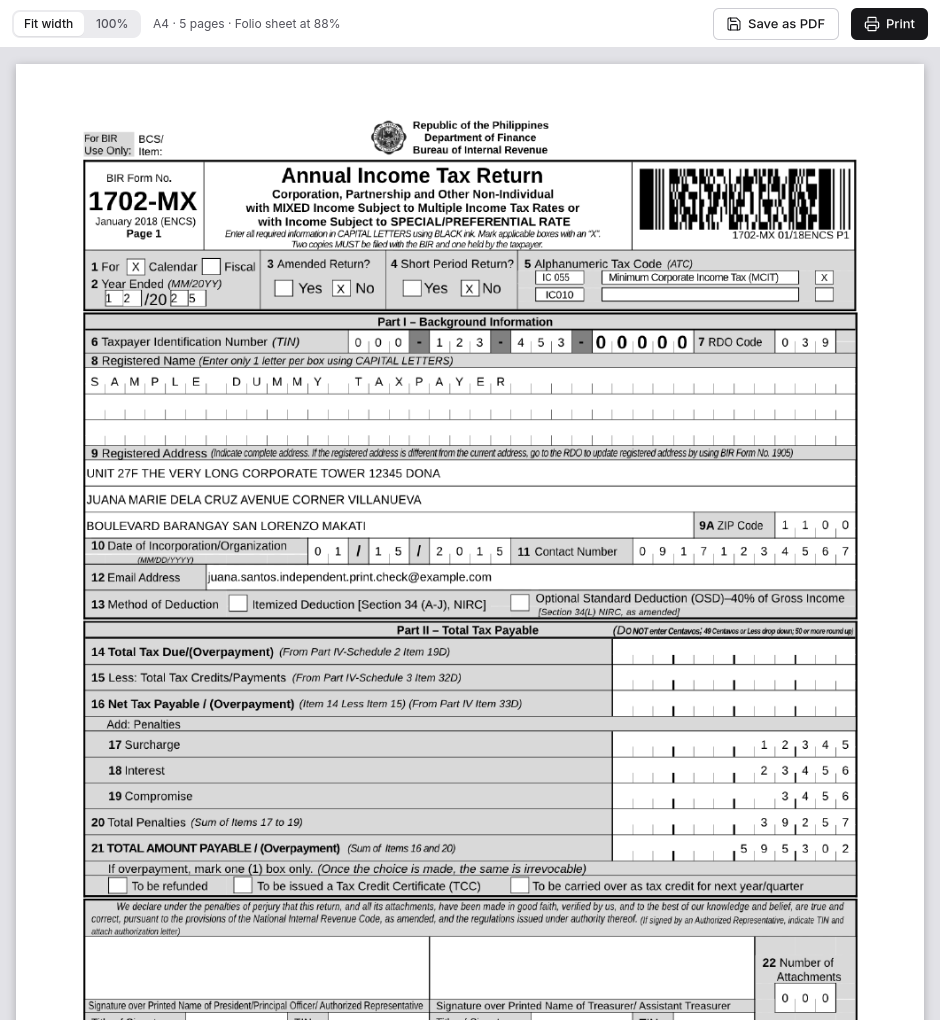 Fit width 100% A4 · 5 pages · Folio sheet at 88% Save as PDF Print
For BIR Use Only: BCS/ Item:
Republic of the Philippines
Department of Finance
Bureau of Internal Revenue
BIR Form No.
1702-MX
January 2018 (ENCS)
Page 1
Annual Income Tax Return
Corporation, Partnership and Other Non-Individual
with MIXED Income Subject to Multiple Income Tax Rates or
with Income Subject to SPECIAL/PREFERENTIAL RATE
Enter all required information in CAPITAL LETTERS using BLACK ink. Mark applicable boxes with an "X".
Two copies MUST be filed with the BIR and one held by the taxpayer.
1702-MX 01/18ENCS P1
1 For X Calendar Fiscal
2 Year Ended (MM/20YY)
1 2 /20 2 5
3 Amended Return?
Yes X No
4 Short Period Return?
Yes X No
5 Alphanumeric Tax Code (ATC)
IC 055 Minimum Corporate Income Tax (MCIT) X
IC010
Part I – Background Information
6 Taxpayer Identification Number (TIN) 0 0 0 - 1 2 3 - 4 5 3 - 0 0 0 0 0 7 RDO Code 0 3 9
8 Registered Name (Enter only 1 letter per box using CAPITAL LETTERS)
S A M P L E D U M M Y T A X P A Y E R
9 Registered Address (Indicate complete address. If the registered address is different from the current address, go to the RDO to update registered address by using BIR Form No. 1905)
UNIT 27F THE VERY LONG CORPORATE TOWER 12345 DONA
JUANA MARIE DELA CRUZ AVENUE CORNER VILLANUEVA
BOULEVARD BARANGAY SAN LORENZO MAKATI 9A ZIP Code 1 1 0 0
10 Date of Incorporation/Organization (MM/DD/YYYY) 0 1 / 1 5 / 2 0 1 5 11 Contact Number 0 9 1 7 1 2 3 4 5 6 7
12 Email Address juana.santos.independent.print.check@example.com
13 Method of Deduction Itemized Deduction [Section 34 (A-J), NIRC] Optional Standard Deduction (OSD)–40% of Gross Income
[Section 34(L) NIRC, as amended]
Part II – Total Tax Payable (DO NOT enter Centavos; 49 Centavos or Less drop down; 50 or more round up)
14 Total Tax Due/(Overpayment) (From Part IV-Schedule 2 Item 19D)
15 Less: Total Tax Credits/Payments (From Part IV-Schedule 3 Item 32D)
16 Net Tax Payable / (Overpayment) (Item 14 Less Item 15) (From Part IV Item 33D)
Add: Penalties
17 Surcharge 1 2 3 4 5
18 Interest 2 3 4 5 6
19 Compromise 3 4 5 6
20 Total Penalties (Sum of Items 17 to 19) 3 9 2 5 7
21 TOTAL AMOUNT PAYABLE / (Overpayment) (Sum of Items 16 and 20) 5 9 5 3 0 2
If overpayment, mark one (1) box only. (Once the choice is made, the same is irrevocable)
To be refunded To be issued a Tax Credit Certificate (TCC) To be carried over as tax credit for next year/quarter
We declare under the penalties of perjury that this return, and all its attachments, have been made in good faith, verified by us, and to the best of our knowledge and belief, are true and
correct, pursuant to the provisions of the National Internal Revenue Code, as amended, and the regulations issued under authority thereof. (If signed by an Authorized Representative, indicate TIN and
attach authorization letter)
22 Number of
Attachments
0 0 0
Signature over Printed Name of President/Principal Officer/ Authorized Representative Signature over Printed Name of Treasurer/ Assistant Treasurer